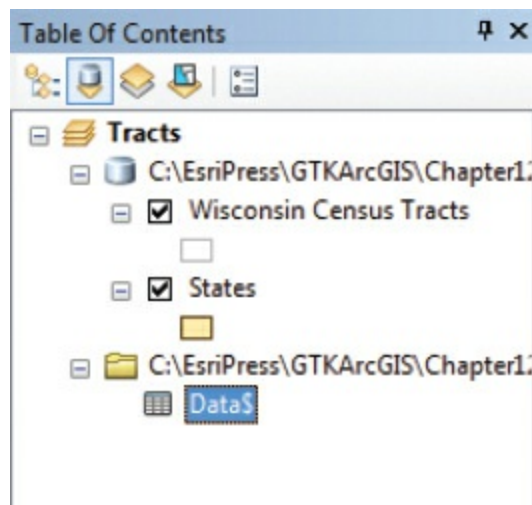 Table Of Contents
Tracts
C:\EsriPress\GTKArcGIS\Chapter12
Wisconsin Census Tracts
States
C:\EsriPress\GTKArcGIS\Chapter12
Data$